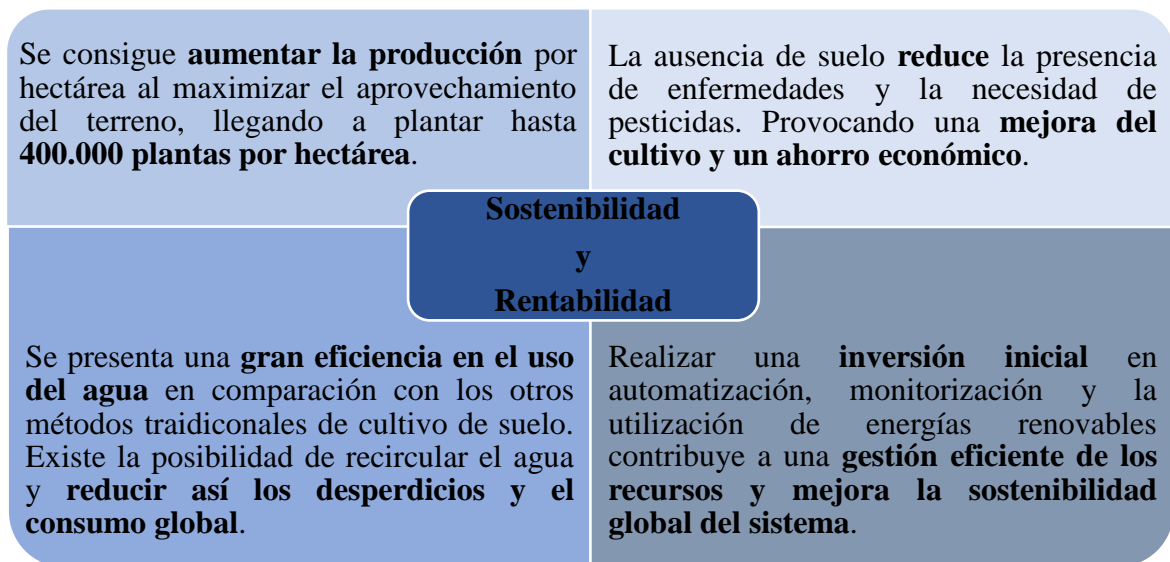 Se consigue aumentar la producción por
hectárea al maximizar el aprovechamiento
del terreno, llegando a plantar hasta
400.000 plantas por hectárea.
La ausencia de suelo reduce la presencia
de enfermedades y la necesidad de
pesticidas. Provocando una mejora del
cultivo y un ahorro económico.
Sostenibilidad
y
Rentabilidad
Se presenta una gran eficiencia en el uso
del agua en comparación con los otros
métodos traidiconales de cultivo de suelo.
Existe la posibilidad de recircular el agua
y reducir así los desperdicios y el
consumo global.
Realizar una inversión inicial en
automatización, monitorización y la
utilización de energías renovables
contribuye a una gestión eficiente de los
recursos y mejora la sostenibilidad
global del sistema.